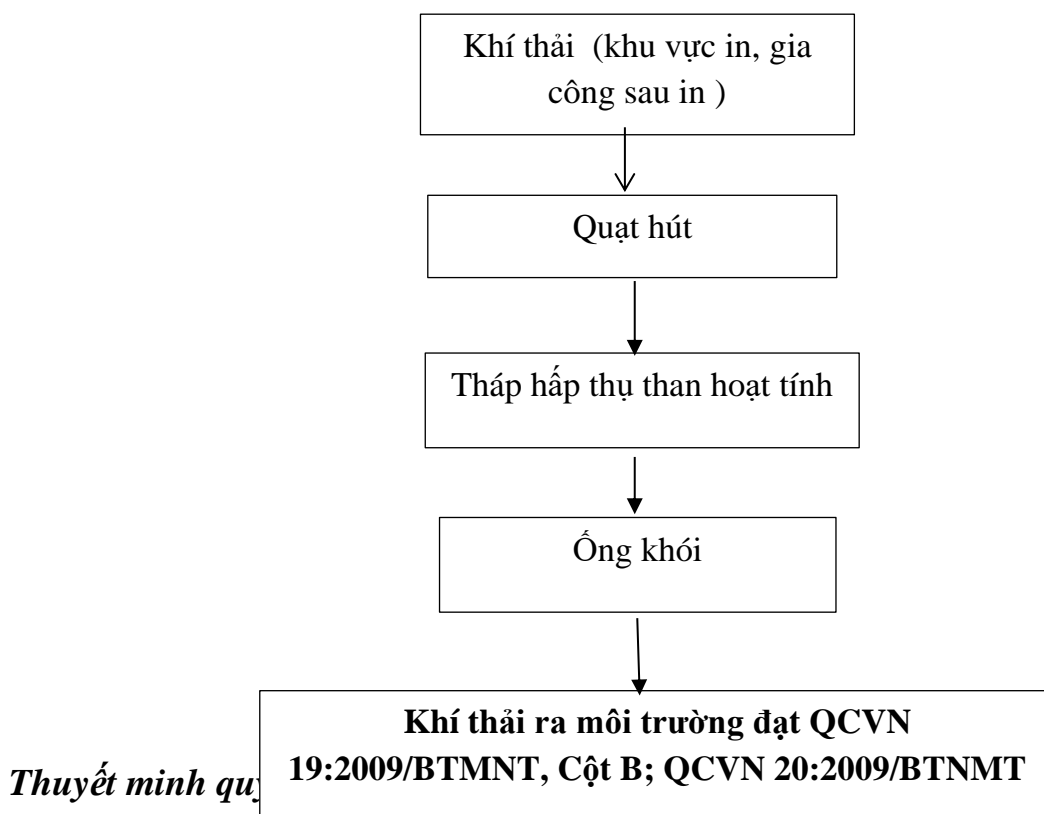 Khí thải (khu vực in, gia
công sau in )
Quạt hút
Tháp hấp thụ than hoạt tính
Ống khói
Khí thải ra môi trường đạt QCVN
19:2009/BTMNT, Cột B; QCVN 20:2009/BTNMT
Thuyết minh